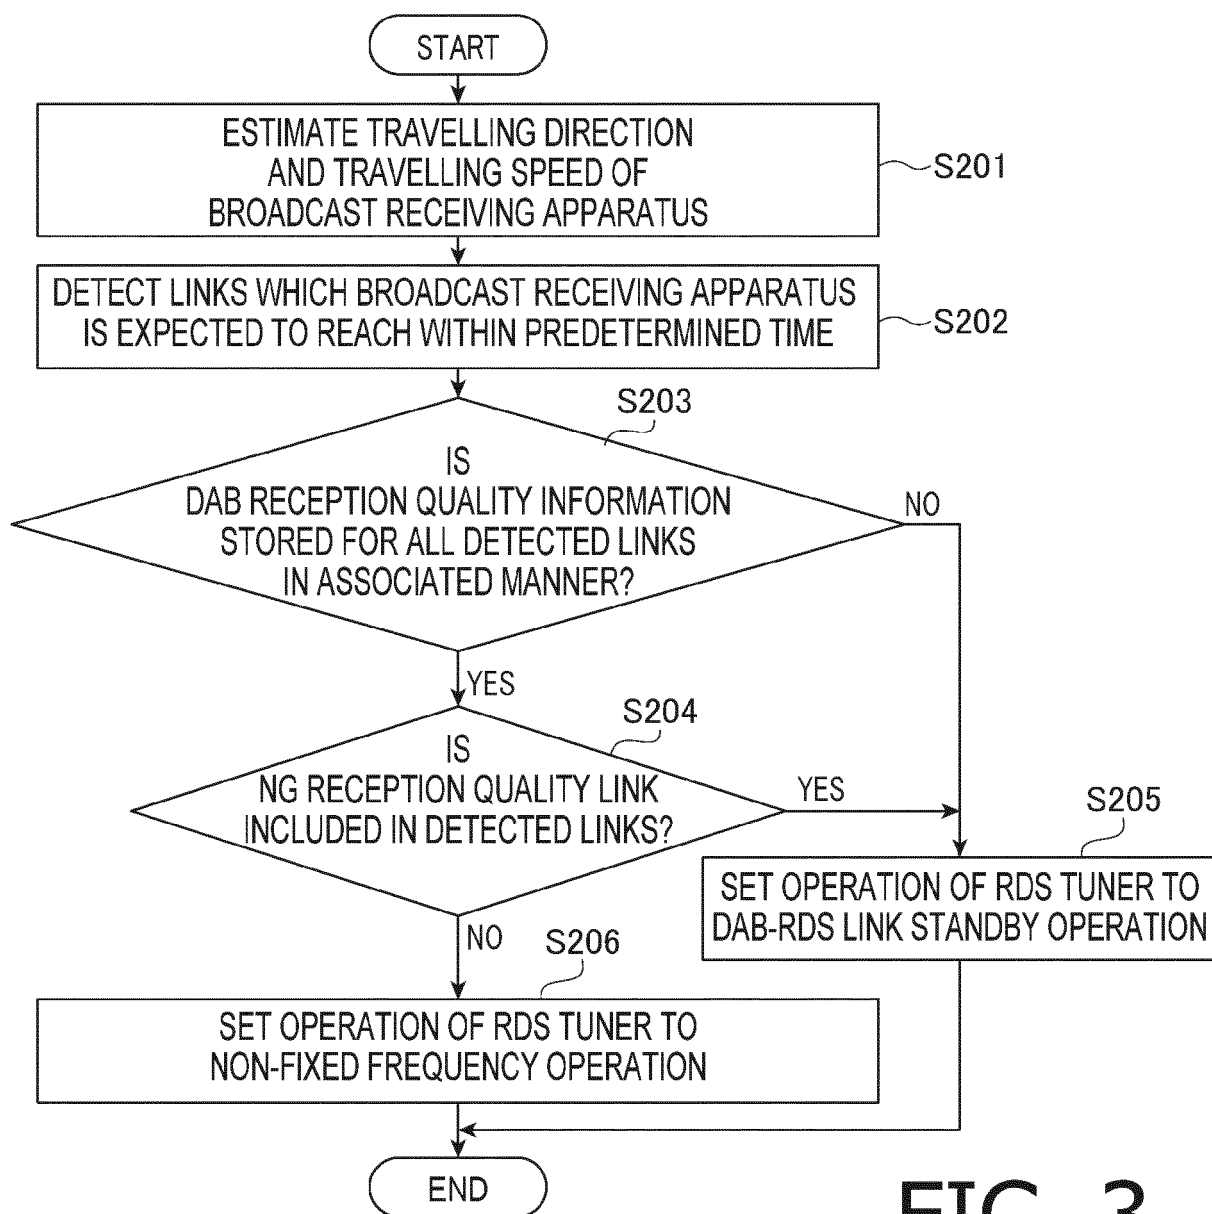 START
ESTIMATE TRAVELLING DIRECTION
AND TRAVELLING SPEED OF
BROADCAST RECEIVING APPARATUS
S201
DETECT LINKS WHICH BROADCAST RECEIVING APPARATUS
IS EXPECTED TO REACH WITHIN PREDETERMINED TIME
S202
S203
IS
DAB RECEPTION QUALITY INFORMATION
STORED FOR ALL DETECTED LINKS
IN ASSOCIATED MANNER?
NO
YES
S204
IS
NG RECEPTION QUALITY LINK
INCLUDED IN DETECTED LINKS?
YES
S205
SET OPERATION OF RDS TUNER TO
DAB-RDS LINK STANDBY OPERATION
NO
S206
SET OPERATION OF RDS TUNER TO
NON-FIXED FREQUENCY OPERATION
END
FIG. 3